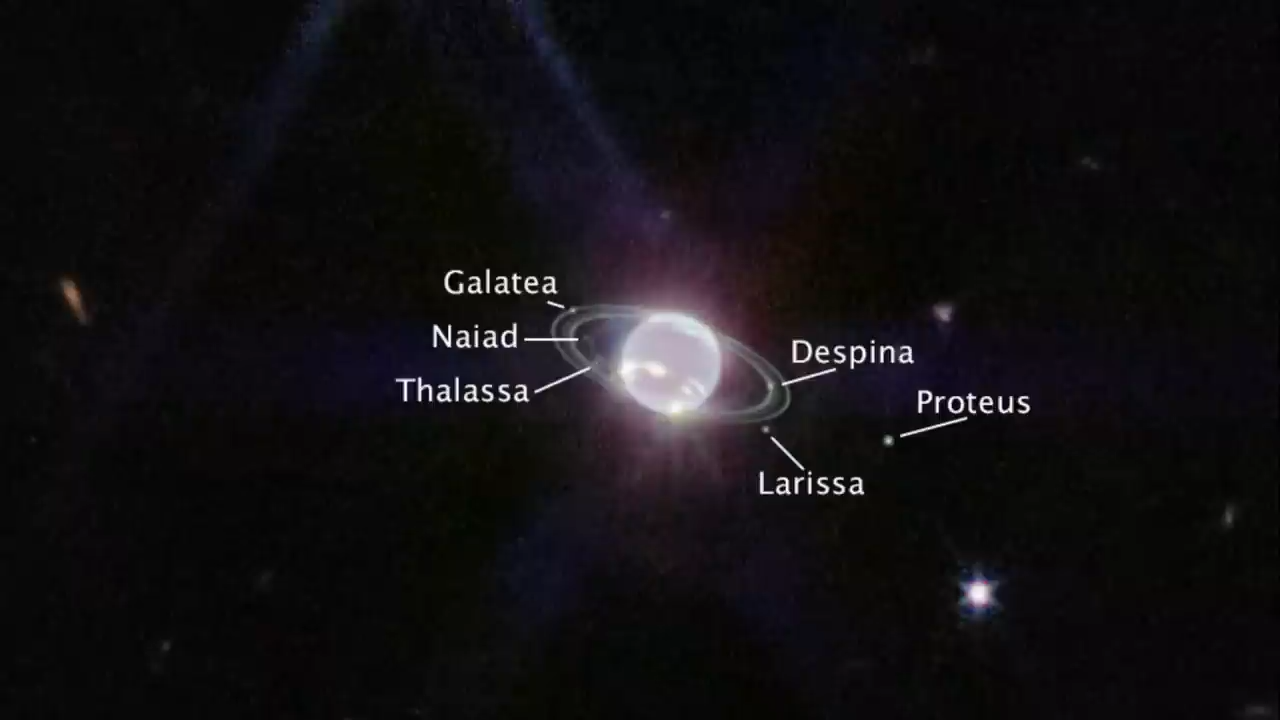 Galatea
Naiad
Thalassa
Despina
Proteus
Larissa